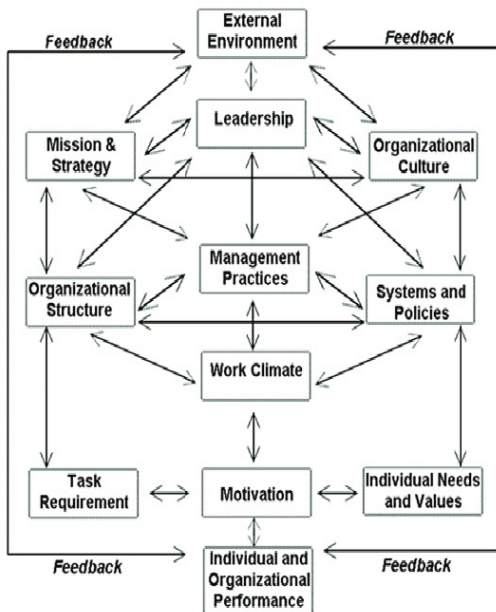 External
Environment
Feedback
Feedback
Leadership
Mission &
Strategy
Organizational
Culture
Management
Practices
Organizational
Structure
Systems and
Policies
Work Climate
Task
Requirement
Motivation
Individual Needs
and Values
Feedback
Individual and
Organizational
Performance
Feedback